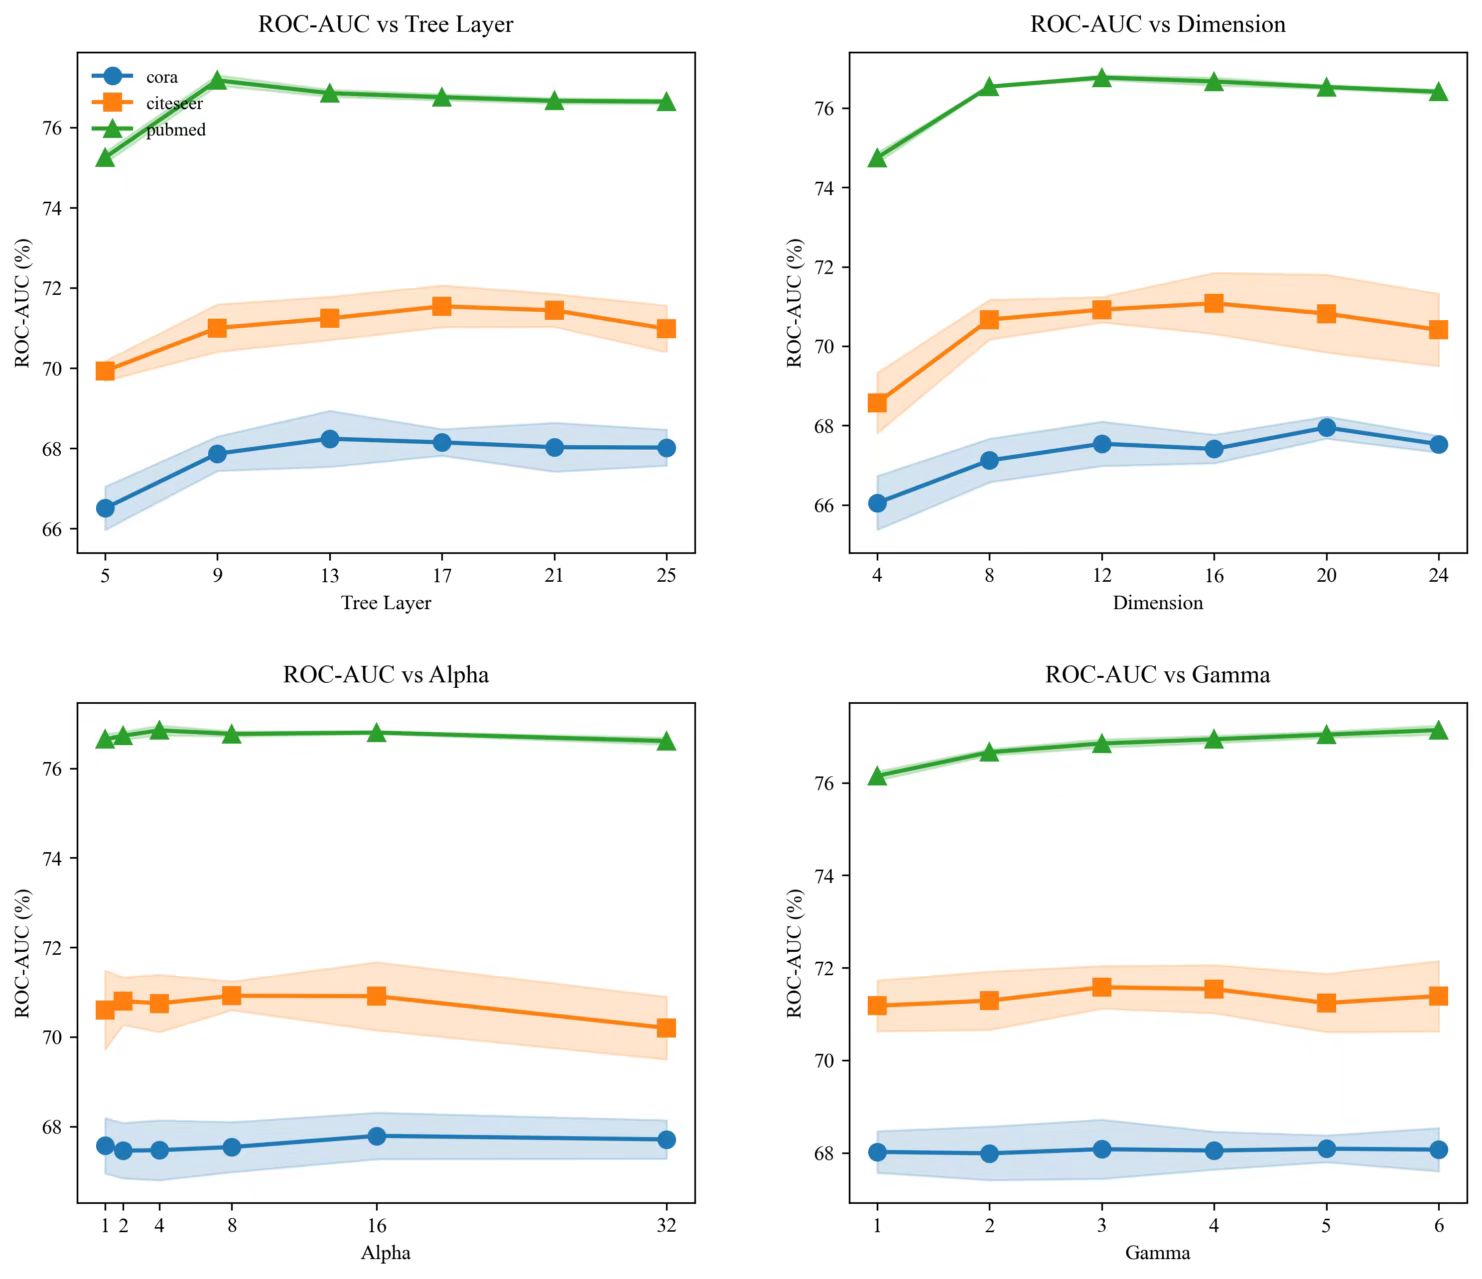 ROC-AUC vs Tree Layer
cora
citeseer
pubmed
ROC-AUC (%)
76
74
72
70
68
66
5 9 13 17 21 25
Tree Layer
ROC-AUC vs Dimension
ROC-AUC (%)
76
74
72
70
68
66
4 8 12 16 20 24
Dimension
ROC-AUC vs Alpha
ROC-AUC (%)
76
74
72
70
68
1 2 4 8 16 32
Alpha
ROC-AUC vs Gamma
ROC-AUC (%)
76
74
72
70
68
1 2 3 4 5 6
Gamma